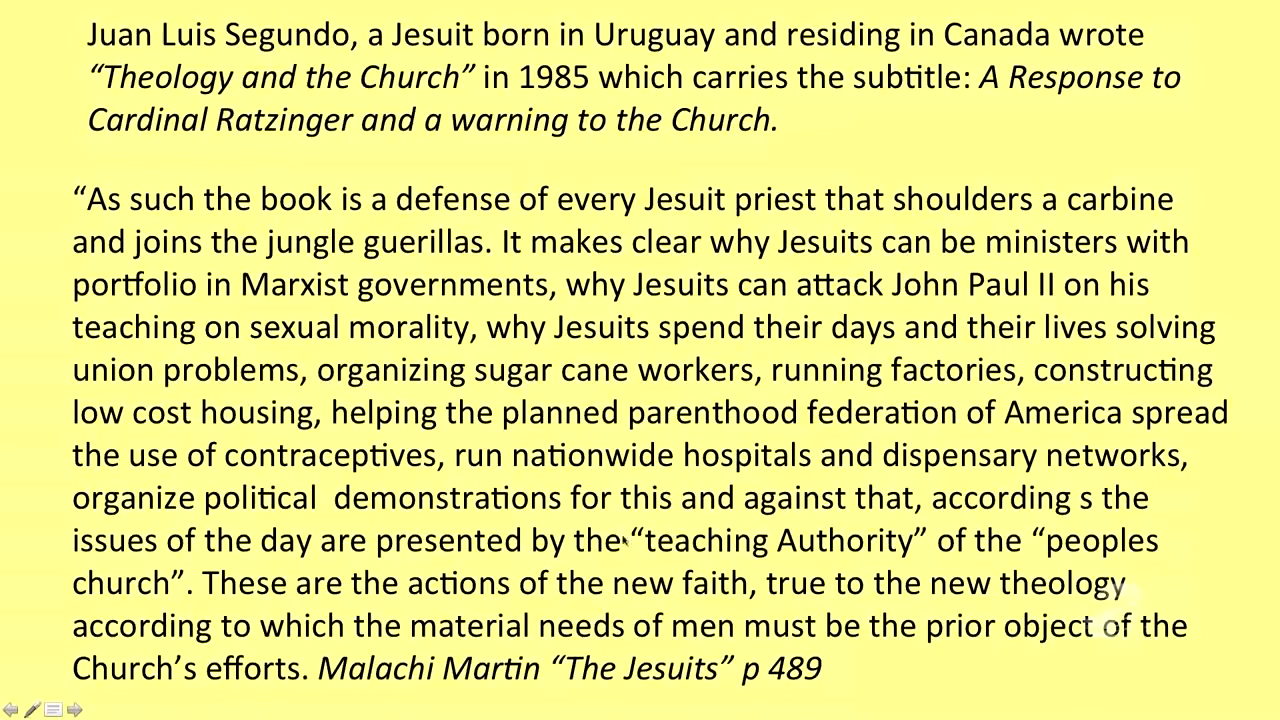 Juan Luis Segundo, a Jesuit born in Uruguay and residing in Canada wrote
“Theology and the Church” in 1985 which carries the subtitle: A Response to
Cardinal Ratzinger and a warning to the Church.
“As such the book is a defense of every Jesuit priest that shoulders a carbine
and joins the jungle guerillas. It makes clear why Jesuits can be ministers with
portfolio in Marxist governments, why Jesuits can attack John Paul II on his
teaching on sexual morality, why Jesuits spend their days and their lives solving
union problems, organizing sugar cane workers, running factories, constructing
low cost housing, helping the planned parenthood federation of America spread
the use of contraceptives, run nationwide hospitals and dispensary networks,
organize political  demonstrations for this and against that, according s the
issues of the day are presented by the “teaching Authority” of the “peoples
church”. These are the actions of the new faith, true to the new theology
according to which the material needs of men must be the prior object of the
Church’s efforts. Malachi Martin “The Jesuits” p 489